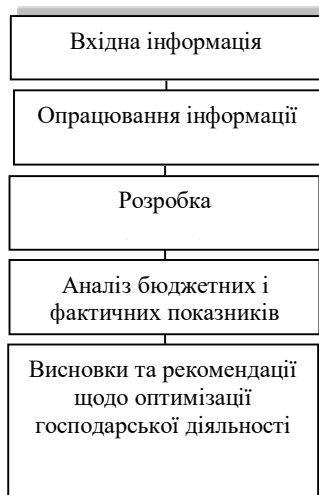 Вхідна інформація
Опрацювання інформації
Розробка
Аналіз бюджетних і
фактичних показників
Висновки та рекомендації
щодо оптимізації
господарської діяльності